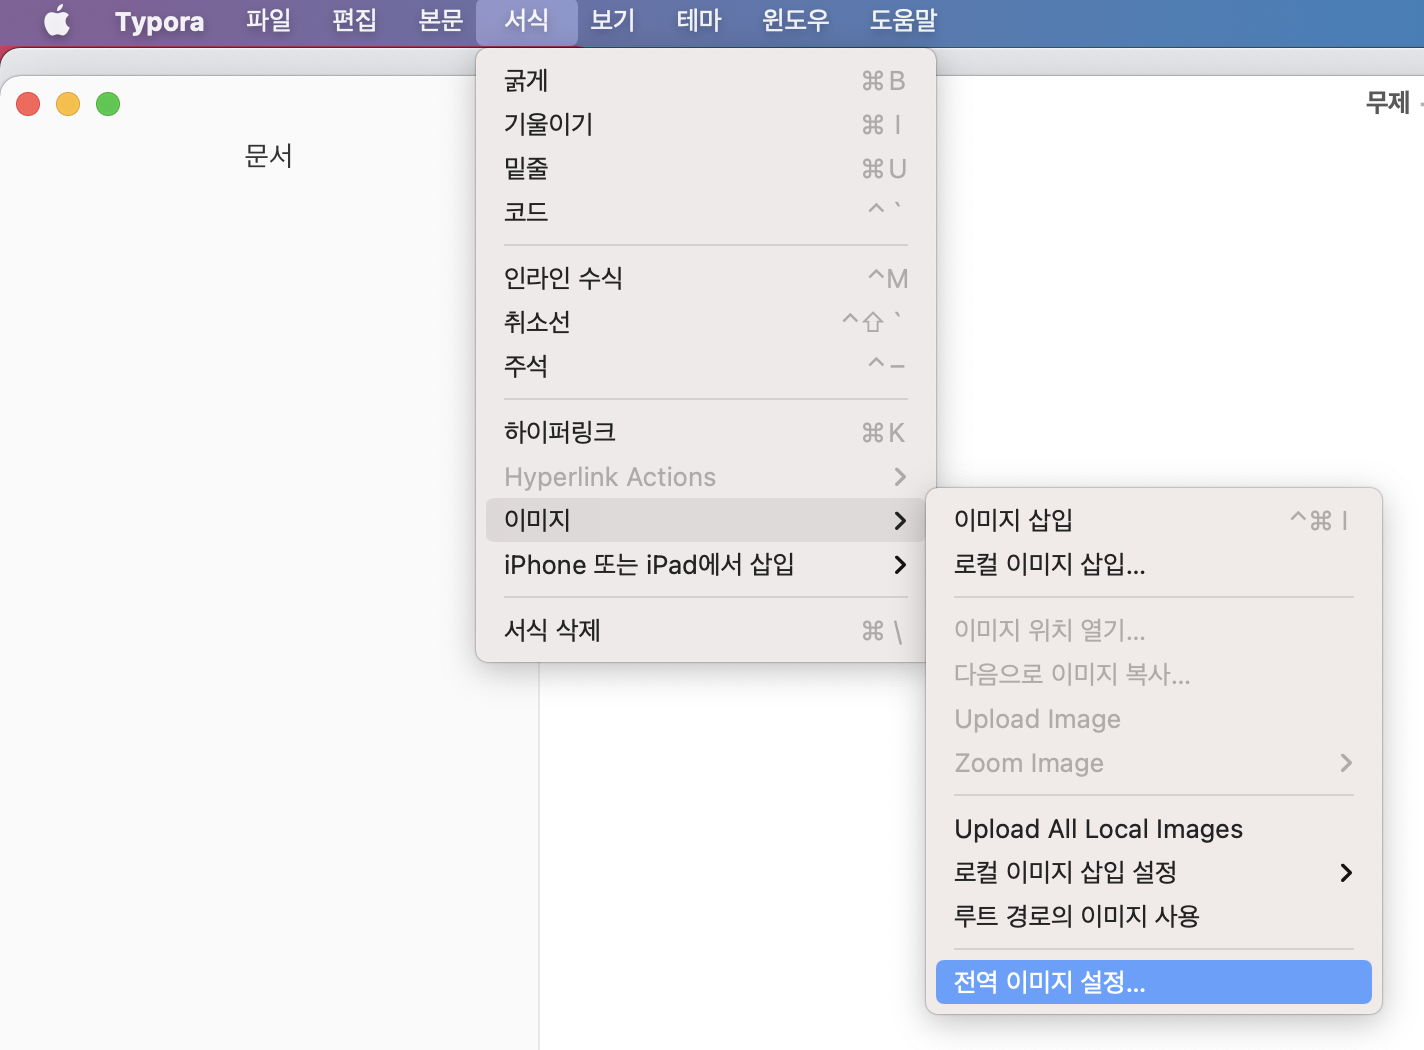 Typora 파일 편집 본문 서식 보기 테마 윈도우 도움말
무제
문서
굵게 ⌘B
기울이기 ⌘I
밑줄 ⌘U
코드 ^`
인라인 수식 ^M
취소선 ^⇧`
주석 ^-
하이퍼링크 ⌘K
Hyperlink Actions
이미지
iPhone 또는 iPad에서 삽입
서식 삭제 ⌘\
이미지 삽입 ^⌘I
로컬 이미지 삽입...
이미지 위치 열기...
다음으로 이미지 복사...
Upload Image
Zoom Image
Upload All Local Images
로컬 이미지 삽입 설정
루트 경로의 이미지 사용
전역 이미지 설정...